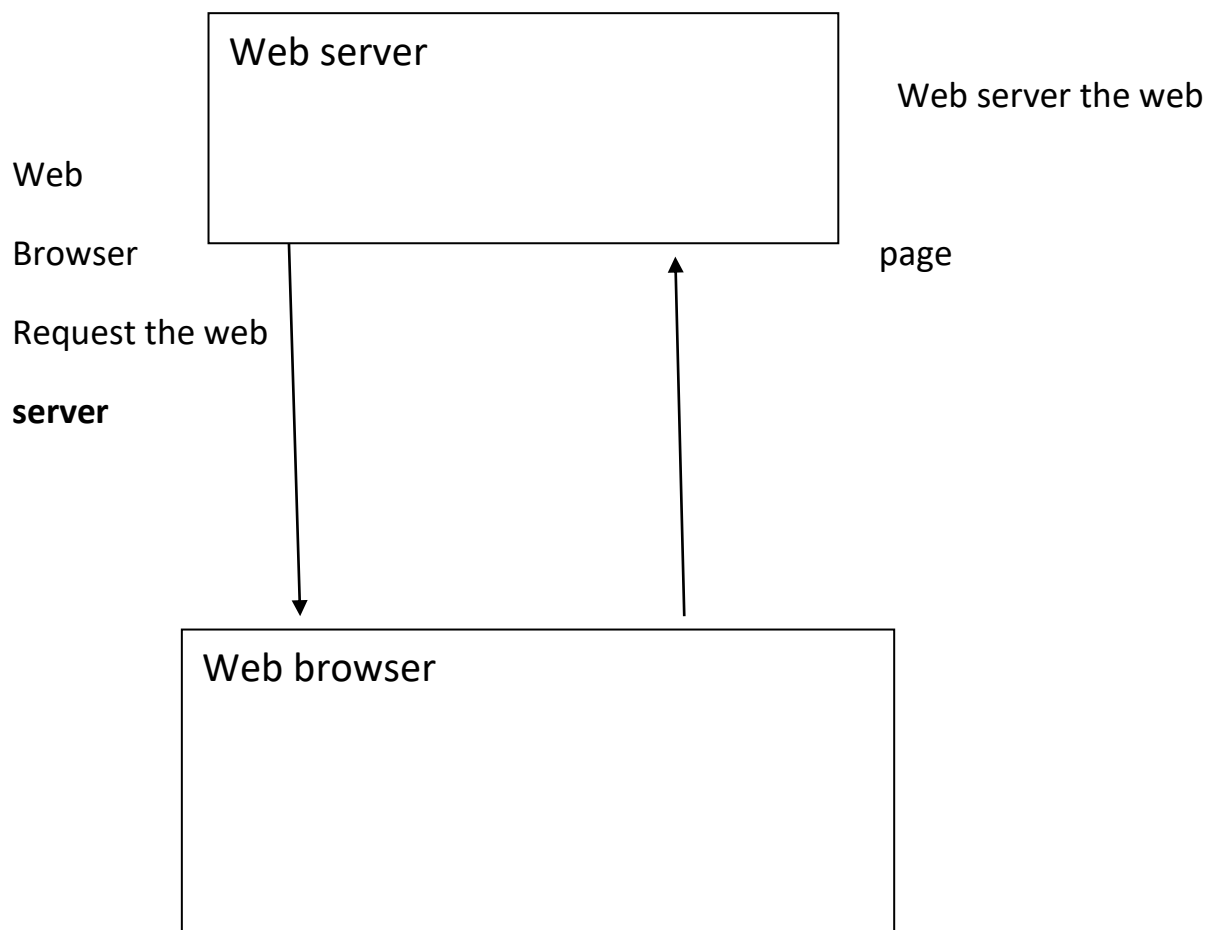 Web server
Web server the web
Web
Browser page
Request the web
server
Web browser